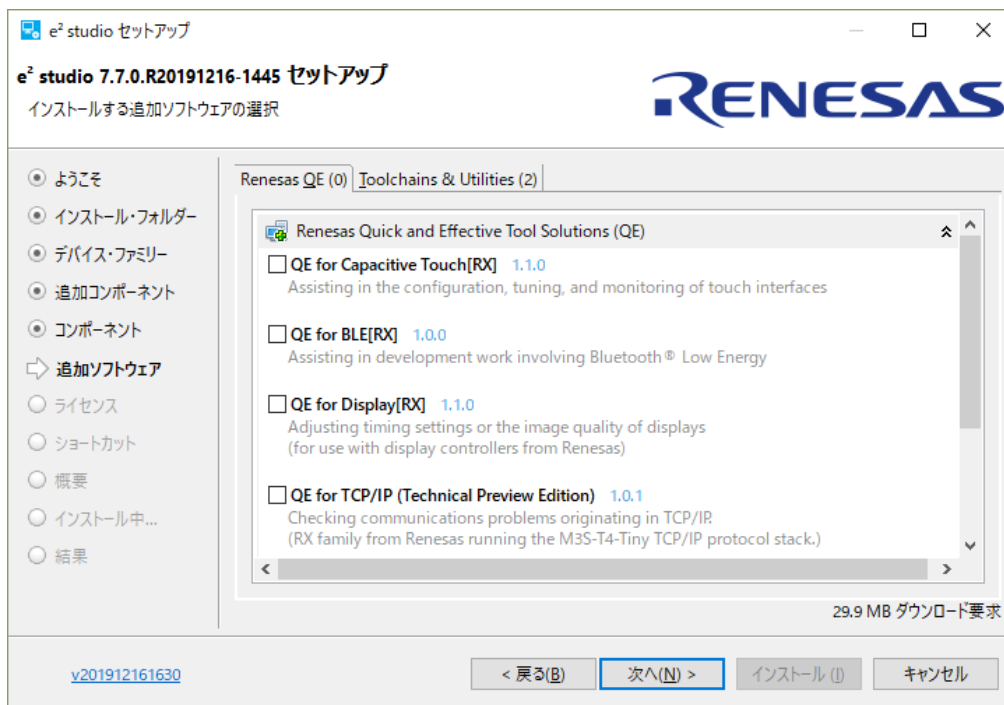 e² studio セットアップ
e² studio 7.7.0.R20191216-1445 セットアップ
インストールする追加ソフトウェアの選択
RENESAS
ようこそ
インストール・フォルダー
デバイス・ファミリー
追加コンポーネント
コンポーネント
追加ソフトウェア
ライセンス
ショートカット
概要
インストール中...
結果
Renesas QE (0) Toolchains & Utilities (2)
Renesas Quick and Effective Tool Solutions (QE)
QE for Capacitive Touch[RX] 1.1.0
Assisting in the configuration, tuning, and monitoring of touch interfaces
QE for BLE[RX] 1.0.0
Assisting in development work involving Bluetooth® Low Energy
QE for Display[RX] 1.1.0
Adjusting timing settings or the image quality of displays
(for use with display controllers from Renesas)
QE for TCP/IP (Technical Preview Edition) 1.0.1
Checking communications problems originating in TCP/IP.
(RX family from Renesas running the M3S-T4-Tiny TCP/IP protocol stack.)
29.9 MB ダウンロード要求
v201912161630
< 戻る(B) 次へ(N) > インストール (I) キャンセル